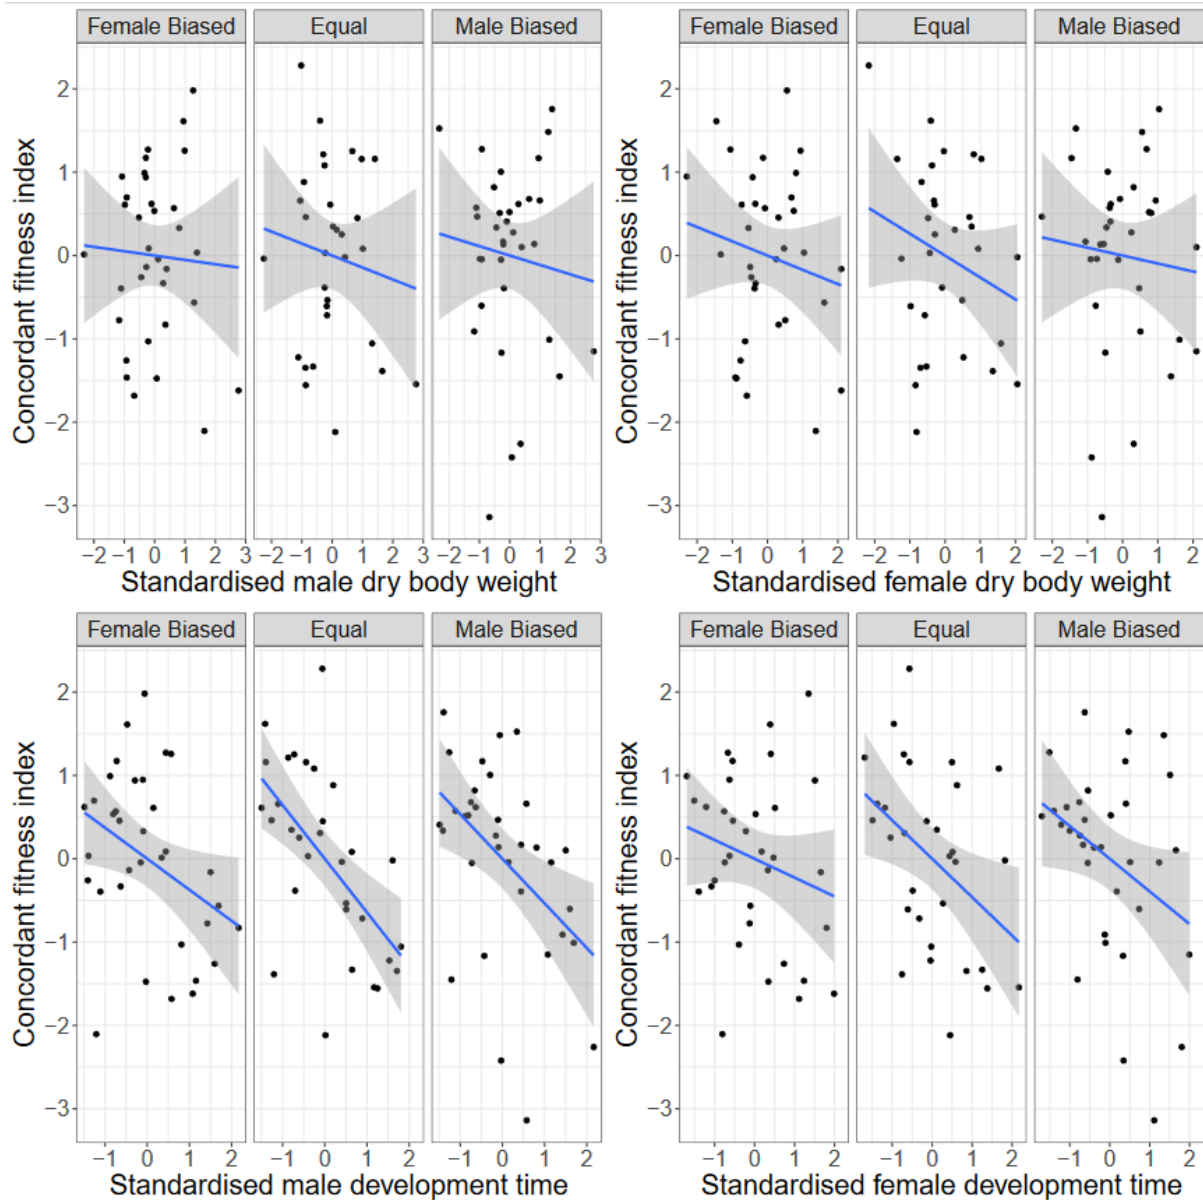 Female Biased Equal Male Biased Female Biased Equal Male Biased
Concordant fitness index
2
1
0
−1
−2
−3
−2 −1 0 1 2 3 −2 −1 0 1 2 3 −2 −1 0 1 2 3
Standardised male dry body weight
Concordant fitness index
2
1
0
−1
−2
−3
−2 −1 0 1 2 −2 −1 0 1 2 −2 −1 0 1 2
Standardised female dry body weight
Female Biased Equal Male Biased Female Biased Equal Male Biased
Concordant fitness index
2
1
0
−1
−2
−3
−1 0 1 2 −1 0 1 2 −1 0 1 2
Standardised male development time
Concordant fitness index
2
1
0
−1
−2
−3
−1 0 1 2 −1 0 1 2 −1 0 1 2
Standardised female development time